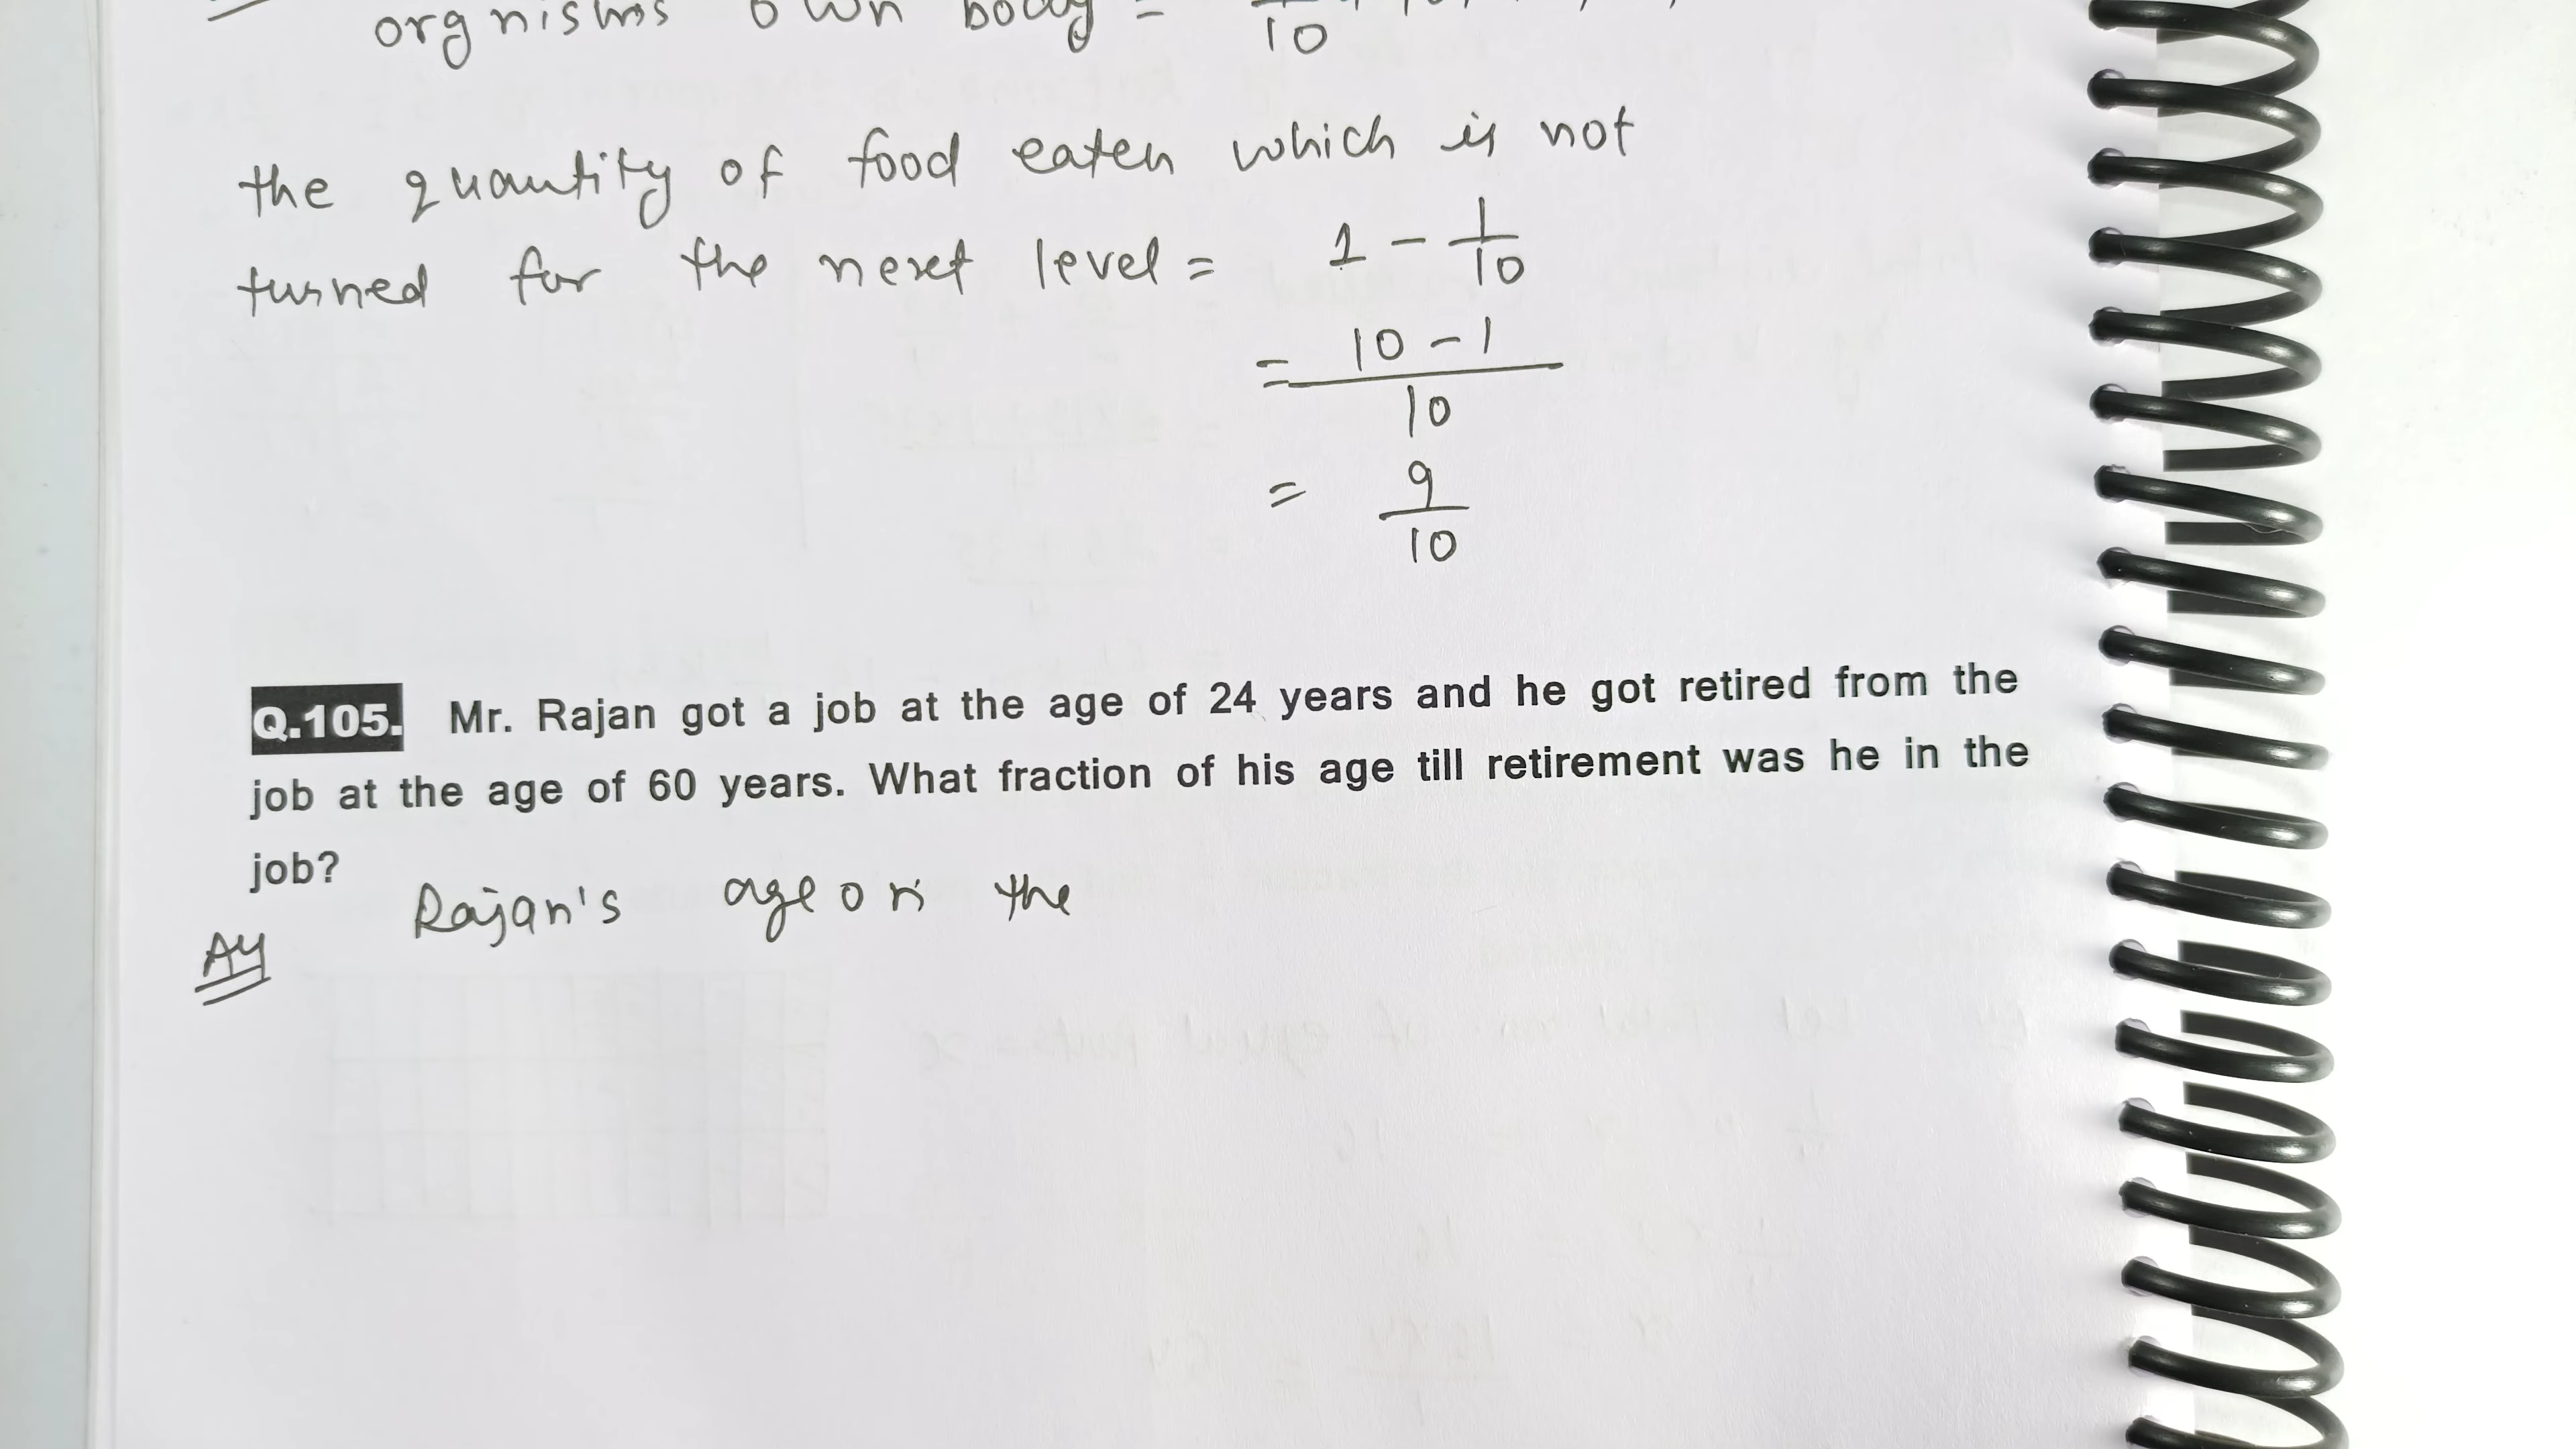 orgnisms own body = 10
the quantity of food eaten which is not
turned for the next level = 1 - 1/10
= 10 - 1 / 10
= 9/10
Q.105. Mr. Rajan got a job at the age of 24 years and he got retired from the
job at the age of 60 years. What fraction of his age till retirement was he in the
job?
Rajan's age on the